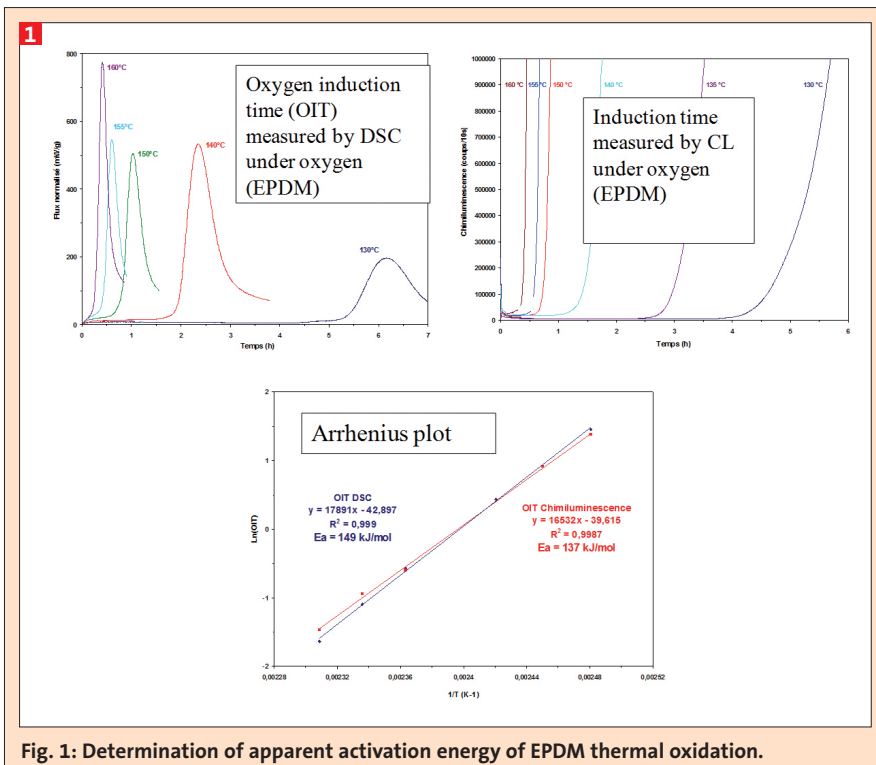 1
800
600
400
200
0
Flux normalisé (mW/g)
160°C
155°C
150°C
140°C
130°C
Oxygen induction
time (OIT)
measured by DSC
under oxygen
(EPDM)
0 1 2 3 4 5 6 7
Temps (h)
1000000
900000
800000
700000
600000
500000
400000
300000
200000
100000
0
Chimiluminescence (coups/16s)
160 °C 155°C 150 °C 140 °C 135 °C 130 °C
Induction time
measured by CL
under oxygen
(EPDM)
0 1 2 3 4 5 6
Temps (h)
Arrhenius plot
2
1
0
-1
-2
Ln(OIT)
OIT DSC
y = 17891x - 42,897
R² = 0,999
Ea = 149 kJ/mol
OIT Chimiluminescence
y = 16532x - 39,615
R² = 0,9987
Ea = 137 kJ/mol
0,00228 0,00232 0,00236 0,0024 0,00244 0,00248 0,00252
1/T (K-1)
Fig. 1: Determination of apparent activation energy of EPDM thermal oxidation.